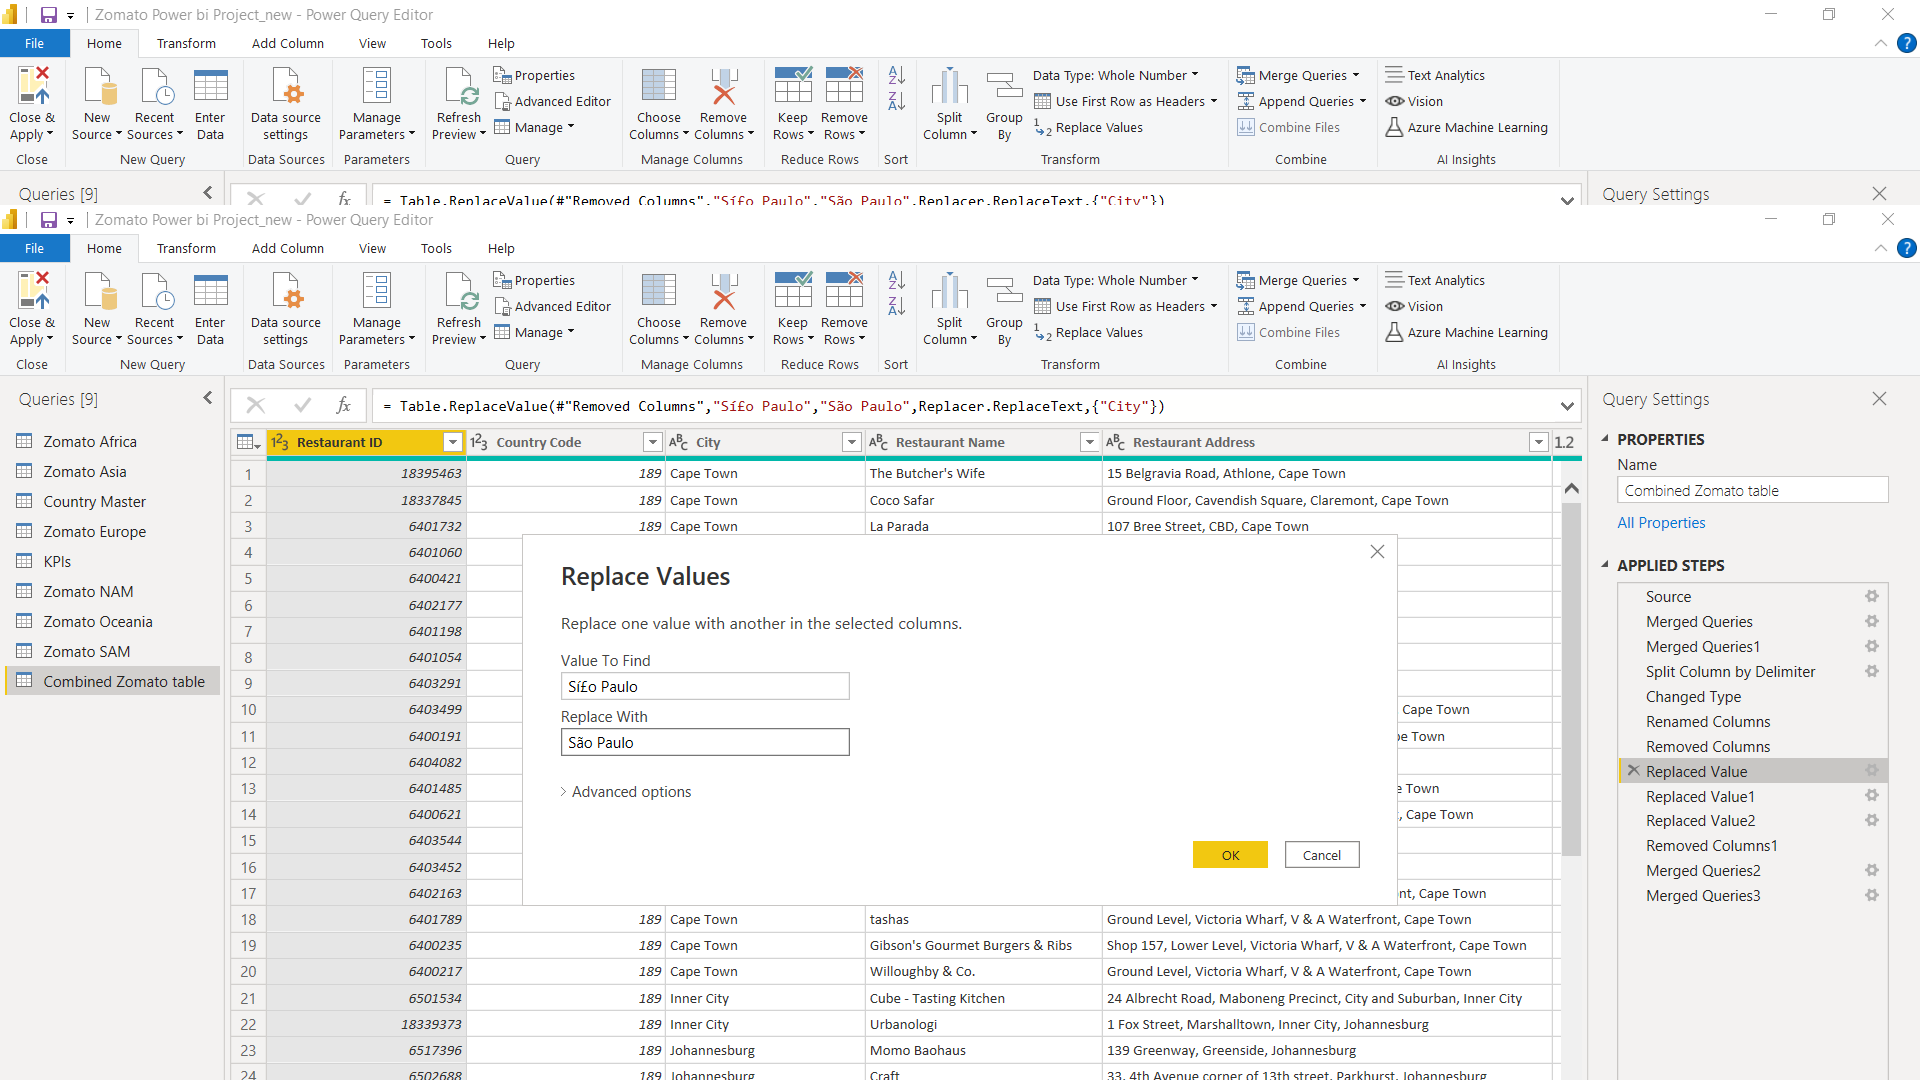 Zomato Power bi Project_new - Power Query Editor
File Home Transform Add Column View Tools Help
Close & Apply
New Source
Recent Sources
Enter Data
Data source settings
Manage Parameters
Refresh Preview
Properties
Advanced Editor
Manage
Choose Columns
Remove Columns
Keep Rows
Remove Rows
Split Column
Group By
Data Type: Whole Number
Use First Row as Headers
Replace Values
Merge Queries
Append Queries
Combine Files
Text Analytics
Vision
Azure Machine Learning
Close New Query Data Sources Parameters Query Manage Columns Reduce Rows Sort Transform Combine AI Insights
Queries [9]
= Table.ReplaceValue(#"Removed Columns","Sí£o Paulo","São Paulo",Replacer.ReplaceText,{"City"})
Query Settings
Zomato Power bi Project_new - Power Query Editor
File Home Transform Add Column View Tools Help
Close & Apply
New Source
Recent Sources
Enter Data
Data source settings
Manage Parameters
Refresh Preview
Properties
Advanced Editor
Manage
Choose Columns
Remove Columns
Keep Rows
Remove Rows
Split Column
Group By
Data Type: Whole Number
Use First Row as Headers
Replace Values
Merge Queries
Append Queries
Combine Files
Text Analytics
Vision
Azure Machine Learning
Close New Query Data Sources Parameters Query Manage Columns Reduce Rows Sort Transform Combine AI Insights
Queries [9]
Zomato Africa
Zomato Asia
Country Master
Zomato Europe
KPIs
Zomato NAM
Zomato Oceania
Zomato SAM
Combined Zomato table
= Table.ReplaceValue(#"Removed Columns","Sí£o Paulo","São Paulo",Replacer.ReplaceText,{"City"})
Restaurant ID Country Code City Restaurant Name Restaurant Address 1.2
1 18395463 189 Cape Town The Butcher's Wife 15 Belgravia Road, Athlone, Cape Town
2 18337845 189 Cape Town Coco Safar Ground Floor, Cavendish Square, Claremont, Cape Town
3 6401732 189 Cape Town La Parada 107 Bree Street, CBD, Cape Town
4 6401060
5 6400421
6 6402177
7 6401198
8 6401054
9 6403291
10 6403499 Cape Town
11 6400191 pe Town
12 6404082
13 6401485 e Town
14 6400621 , Cape Town
15 6403544
16 6403452
17 6402163 nt, Cape Town
18 6401789 189 Cape Town tashas Ground Level, Victoria Wharf, V & A Waterfront, Cape Town
19 6400235 189 Cape Town Gibson's Gourmet Burgers & Ribs Shop 157, Lower Level, Victoria Wharf, V & A Waterfront, Cape Town
20 6400217 189 Cape Town Willoughby & Co. Ground Level, Victoria Wharf, V & A Waterfront, Cape Town
21 6501534 189 Inner City Cube - Tasting Kitchen 24 Albrecht Road, Maboneng Precinct, City and Suburban, Inner City
22 18339373 189 Inner City Urbanologi 1 Fox Street, Marshalltown, Inner City, Johannesburg
23 6517396 189 Johannesburg Momo Baohaus 139 Greenway, Greenside, Johannesburg
24 6502688 189 Johannesburg Craft 33, 4th Avenue corner of 13th street, Parkhurst, Johannesburg
Replace Values
Replace one value with another in the selected columns.
Value To Find
Sí£o Paulo
Replace With
São Paulo
Advanced options
OK Cancel
Query Settings
PROPERTIES
Name
Combined Zomato table
All Properties
APPLIED STEPS
Source
Merged Queries
Merged Queries1
Split Column by Delimiter
Changed Type
Renamed Columns
Removed Columns
Replaced Value
Replaced Value1
Replaced Value2
Removed Columns1
Merged Queries2
Merged Queries3